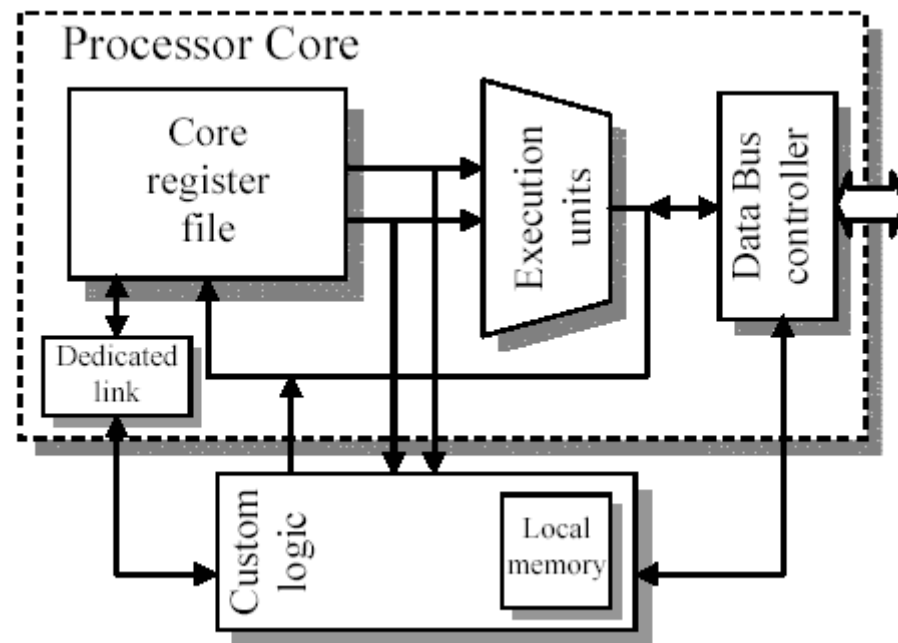 Processor Core
Core
register
file
Execution
units
Data Bus
controller
Dedicated
link
Custom
logic
Local
memory